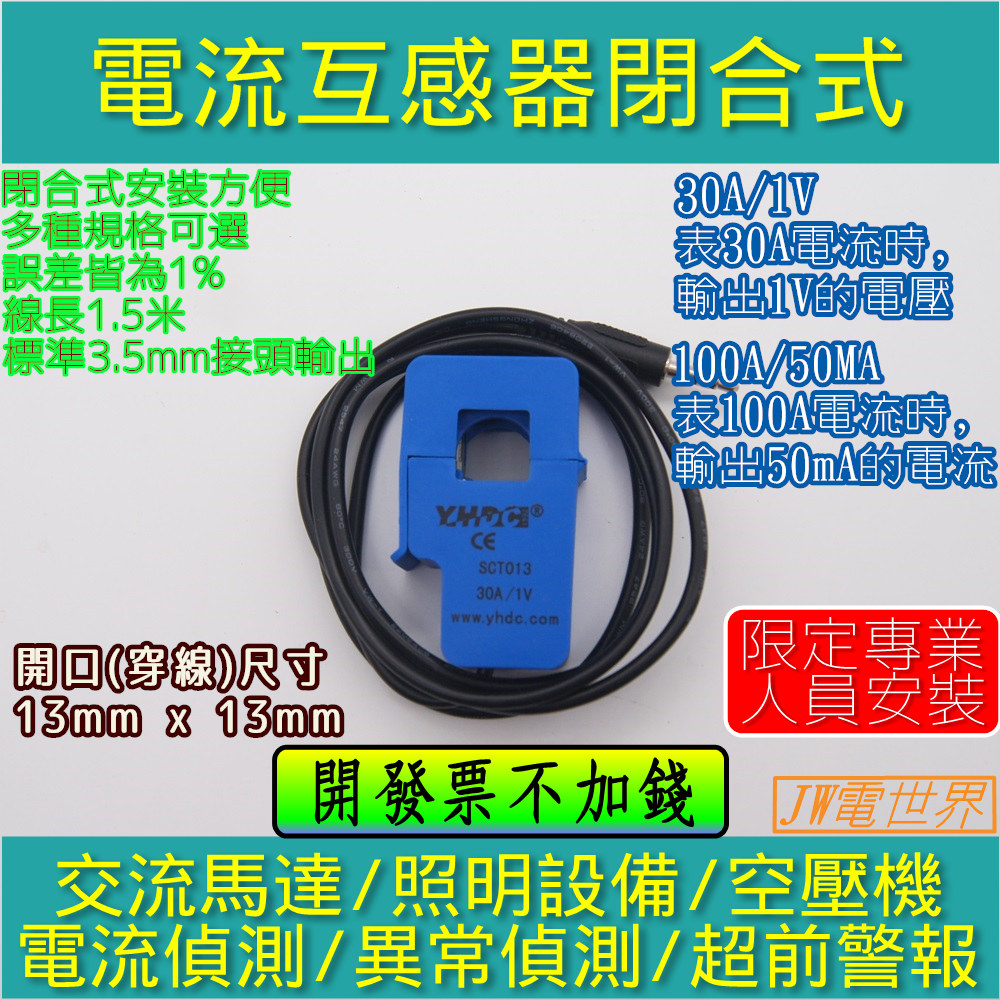 電流互感器閉合式
閉合式安裝方便
多種規格可選
誤差皆為1%
線長1.5米
標準3.5mm接頭輸出
30A/1V
表30A電流時,
輸出1V的電壓
100A/50MA
表100A電流時,
輸出50mA的電流
YHDC®
CE
SCT013
30A/1V
www.yhdc.com
開口(穿線)尺寸
13mm x 13mm
限定專業
人員安裝
開發票不加錢
JW電世界
交流馬達/照明設備/空壓機
電流偵測/異常偵測/超前警報